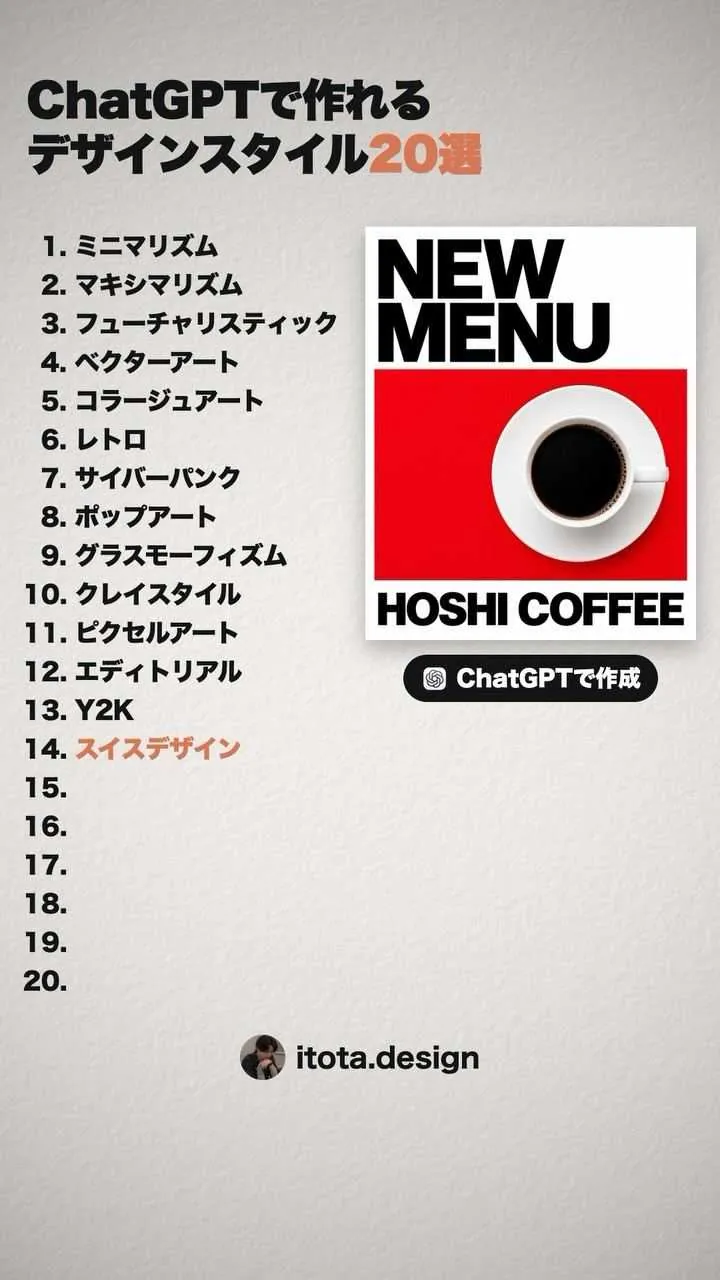 ChatGPTで作れる
デザインスタイル20選
1. ミニマリズム
2. マキシマリズム
3. フューチャリスティック
4. ベクターアート
5. コラージュアート
6. レトロ
7. サイバーパンク
8. ポップアート
9. グラスモーフィズム
10. クレイスタイル
11. ピクセルアート
12. エディトリアル
13. Y2K
14. スイスデザイン
15.
16.
17.
18.
19.
20.
NEW
MENU
HOSHI COFFEE
ChatGPTで作成
itota.design